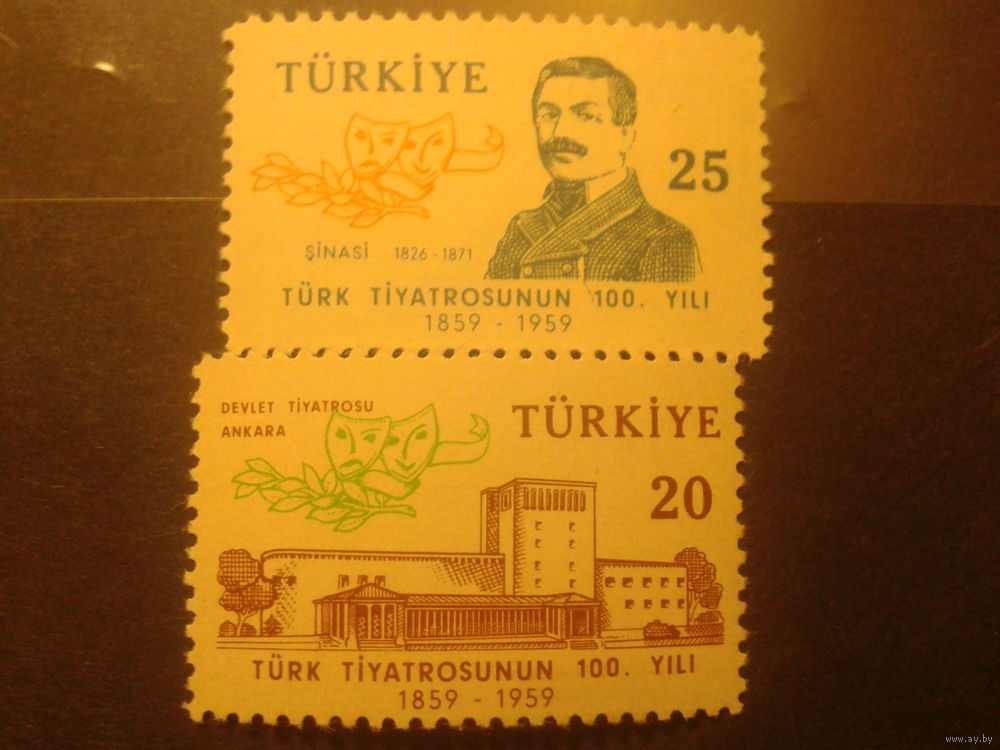 TÜRKİYE
25
ŞİNASİ 1826 - 1871
TÜRK TİYATROSUNUN 100. YILI
1859 - 1959
DEVLET TİYATROSU
ANKARA
TÜRKİYE
20
TÜRK TİYATROSUNUN 100. YILI
1859 - 1959
www.ay.by